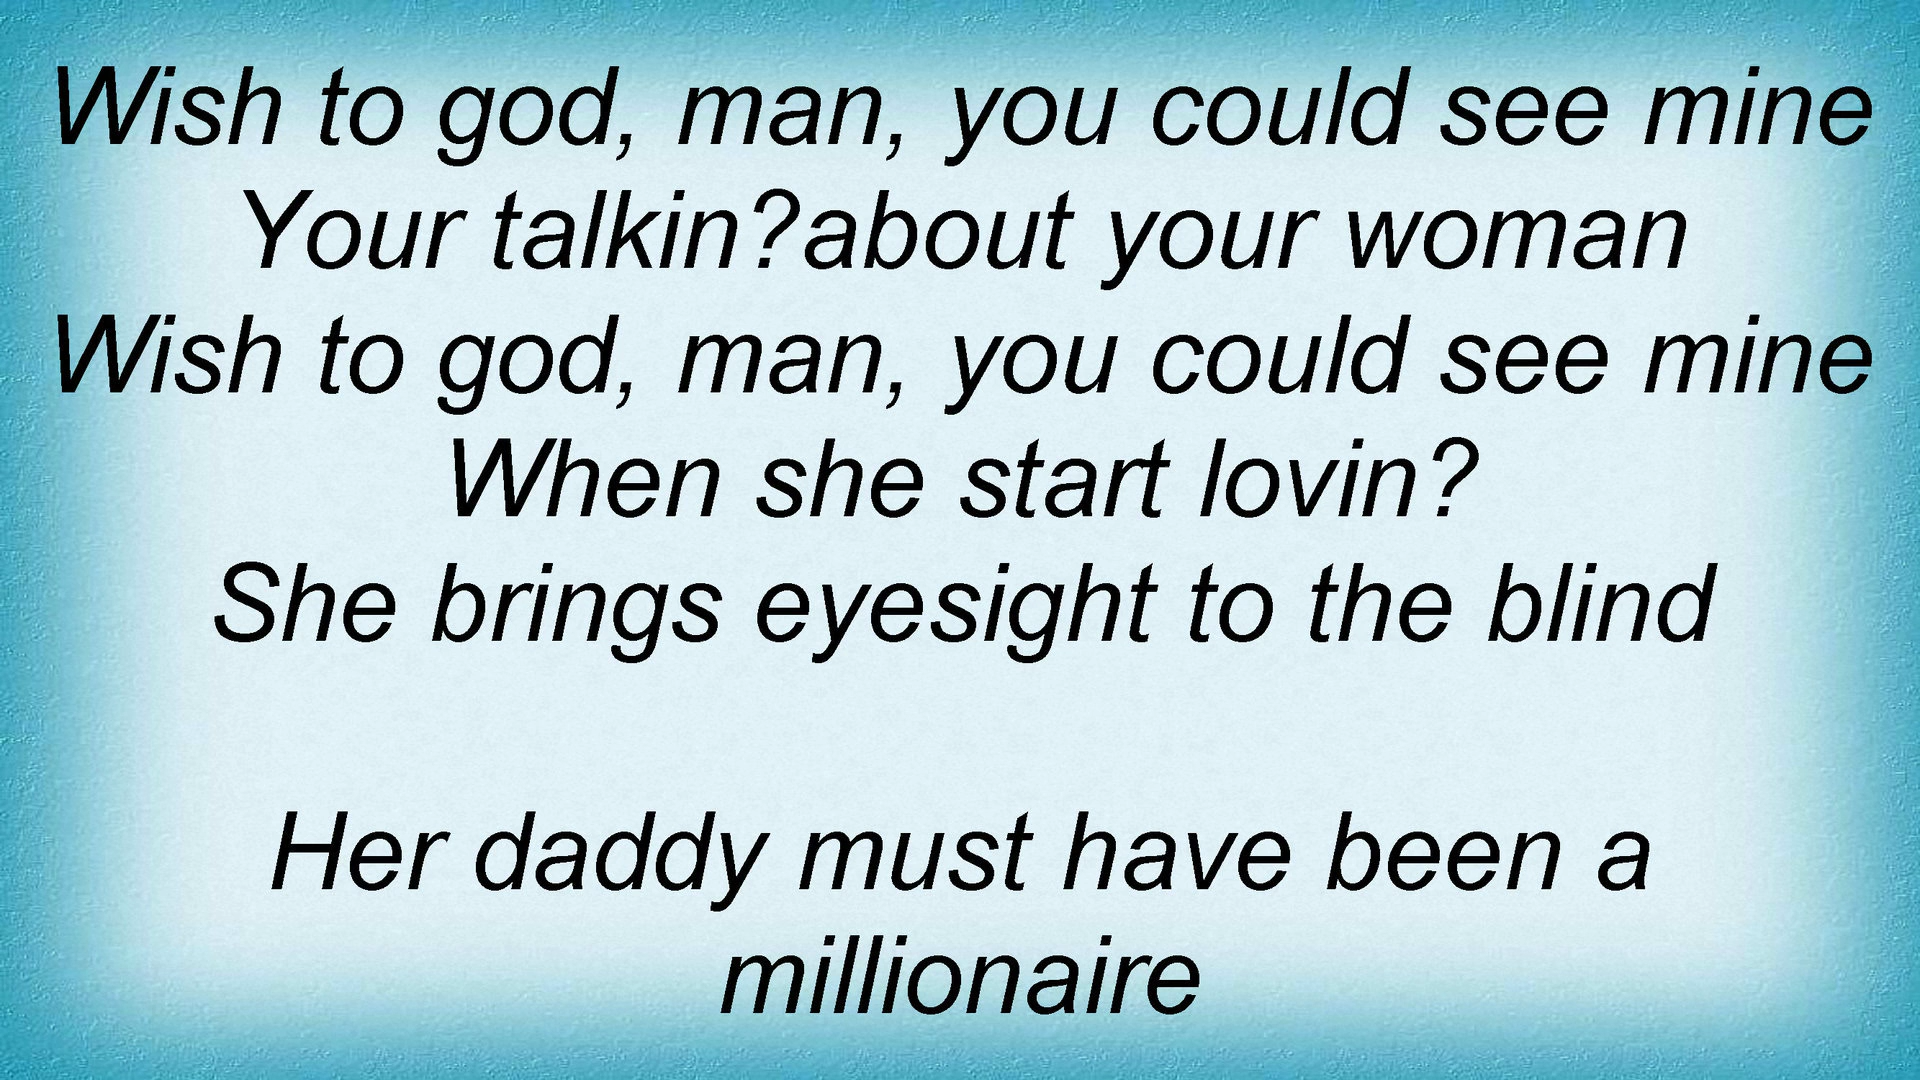 Wish to god, man, you could see mine
Your talkin?about your woman
Wish to god, man, you could see mine
When she start lovin?
She brings eyesight to the blind
Her daddy must have been a
millionaire